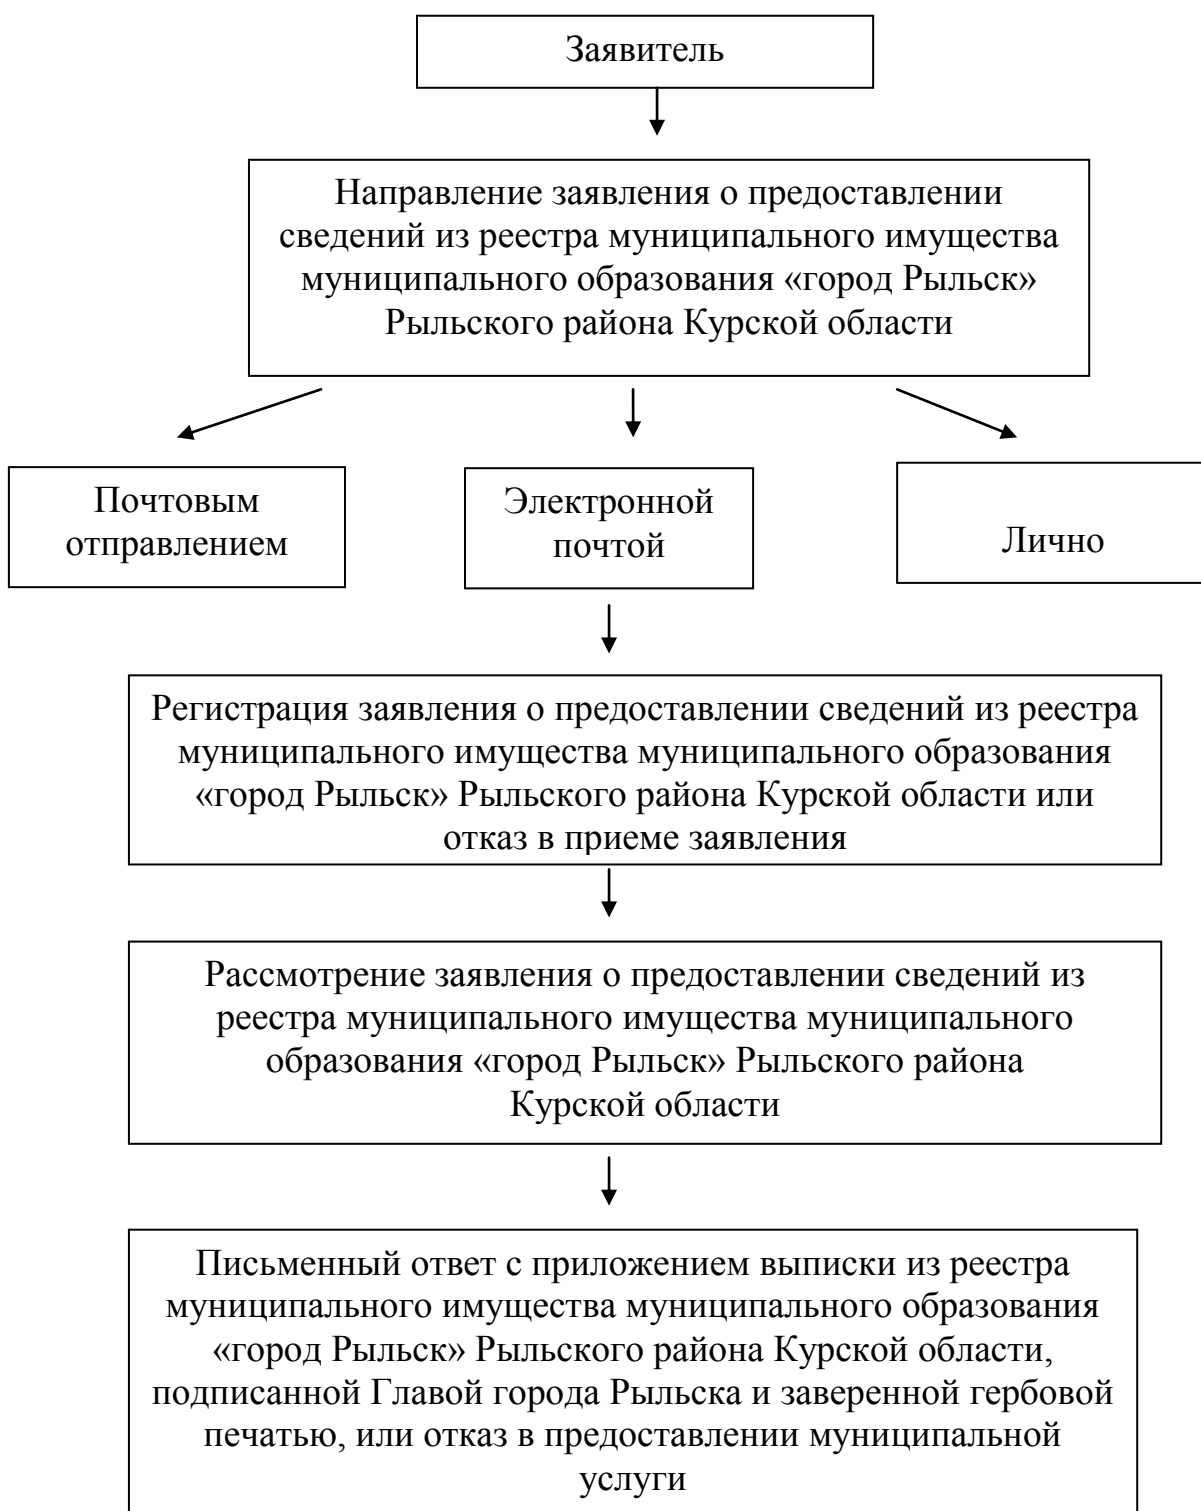 Заявитель
Направление заявления о предоставлении
сведений из реестра муниципального имущества
муниципального образования «город Рыльск»
Рыльского района Курской области
Почтовым
отправлением
Электронной
почтой
Лично
Регистрация заявления о предоставлении сведений из реестра
муниципального имущества муниципального образования
«город Рыльск» Рыльского района Курской области или
отказ в приеме заявления
Рассмотрение заявления о предоставлении сведений из
реестра муниципального имущества муниципального
образования «город Рыльск» Рыльского района
Курской области
Письменный ответ с приложением выписки из реестра
муниципального имущества муниципального образования
«город Рыльск» Рыльского района Курской области,
подписанной Главой города Рыльска и заверенной гербовой
печатью, или отказ в предоставлении муниципальной
услуги